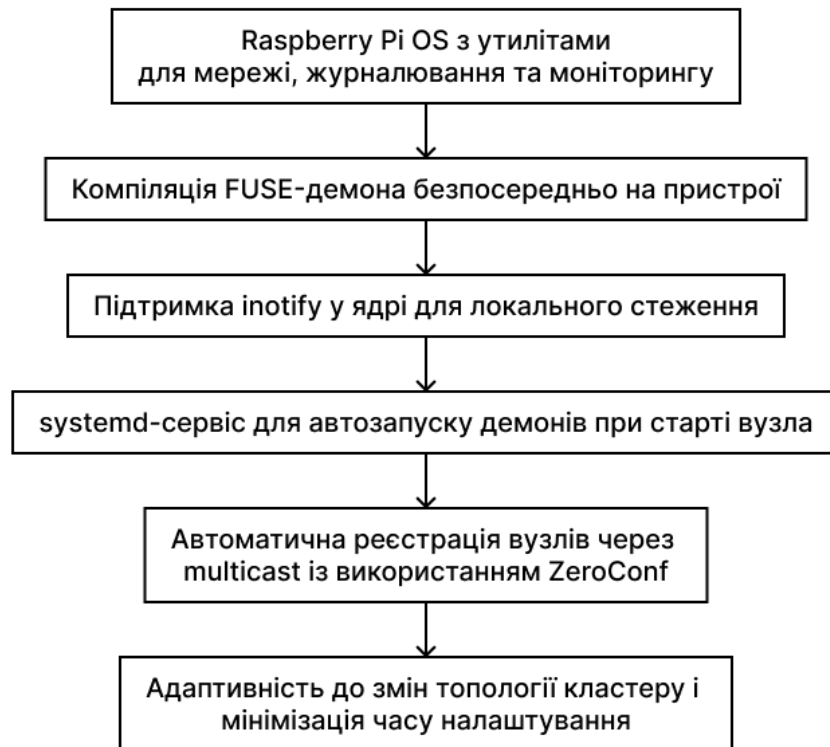 Raspberry Pi OS з утилітами
для мережі, журналювання та моніторингу
Компіляція FUSE-демона безпосередньо на пристрої
Підтримка inotify у ядрі для локального стеження
systemd-сервіс для автозапуску демонів при старті вузла
Автоматична реєстрація вузлів через
multicast із використанням ZeroConf
Адаптивність до змін топології кластеру і
мінімізація часу налаштування